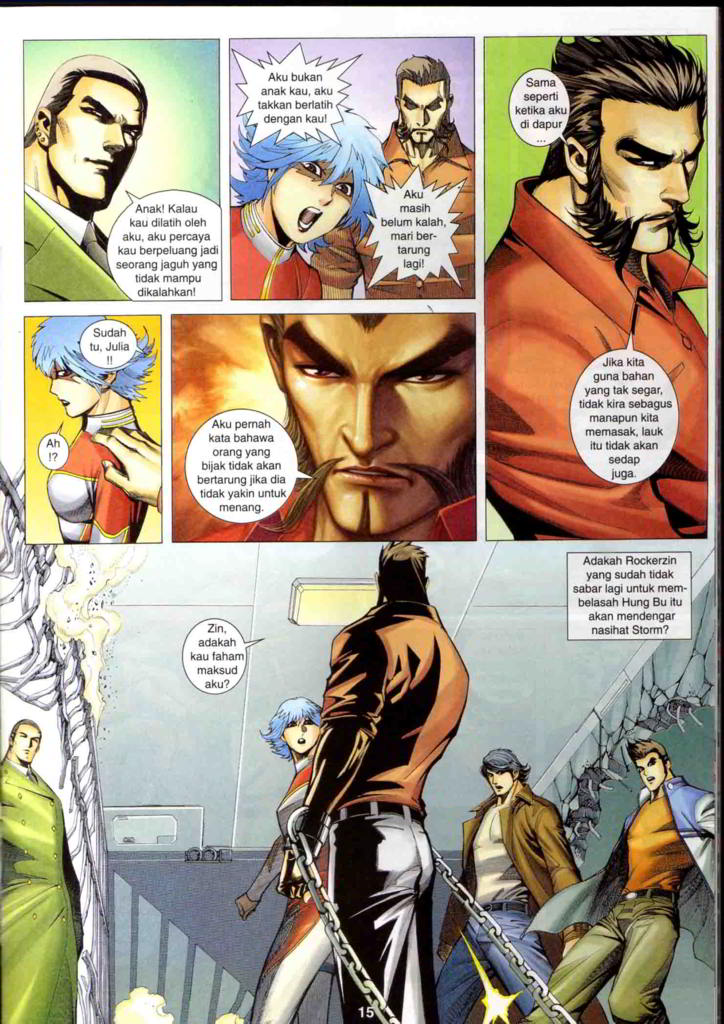 Anak! Kalau
kau dilatih oleh
aku, aku percaya
kau berpeluang jadi
seorang jaguh yang
tidak mampu
dikalahkan!
Aku bukan
anak kau, aku
takkan berlatih
dengan kau!
Aku
masih
belum kalah,
mari ber-
tarung
lagi!
Sama
seperti
ketika aku
di dapur
...
Jika kita
guna bahan
yang tak segar,
tidak kira sebagus
manapun kita
memasak, lauk
itu tidak akan
sedap
juga.
Sudah
tu, Julia
!!
Ah
!?
Aku pernah
kata bahawa
orang yang
bijak tidak akan
bertarung jika dia
tidak yakin untuk
menang.
Adakah Rockerzin
yang sudah tidak
sabar lagi untuk mem-
belasah Hung Bu itu
akan mendengar
nasihat Storm?
Zin,
adakah
kau faham
maksud
aku?
15